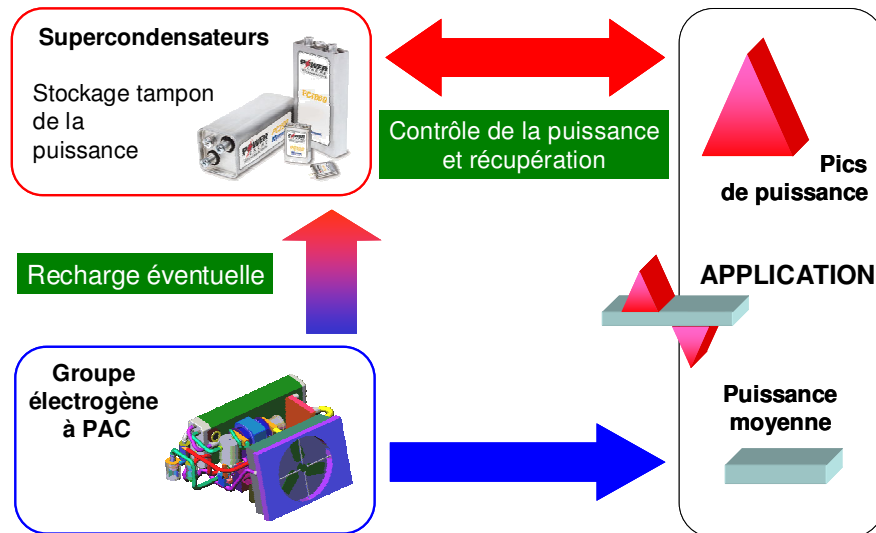 Supercondensateurs
Stockage tampon
de la
puissance
POWER
Contrôle de la puissance
et récupération
Pics
de puissance
Recharge éventuelle
APPLICATION
Groupe
électrogène
à PAC
Puissance
moyenne